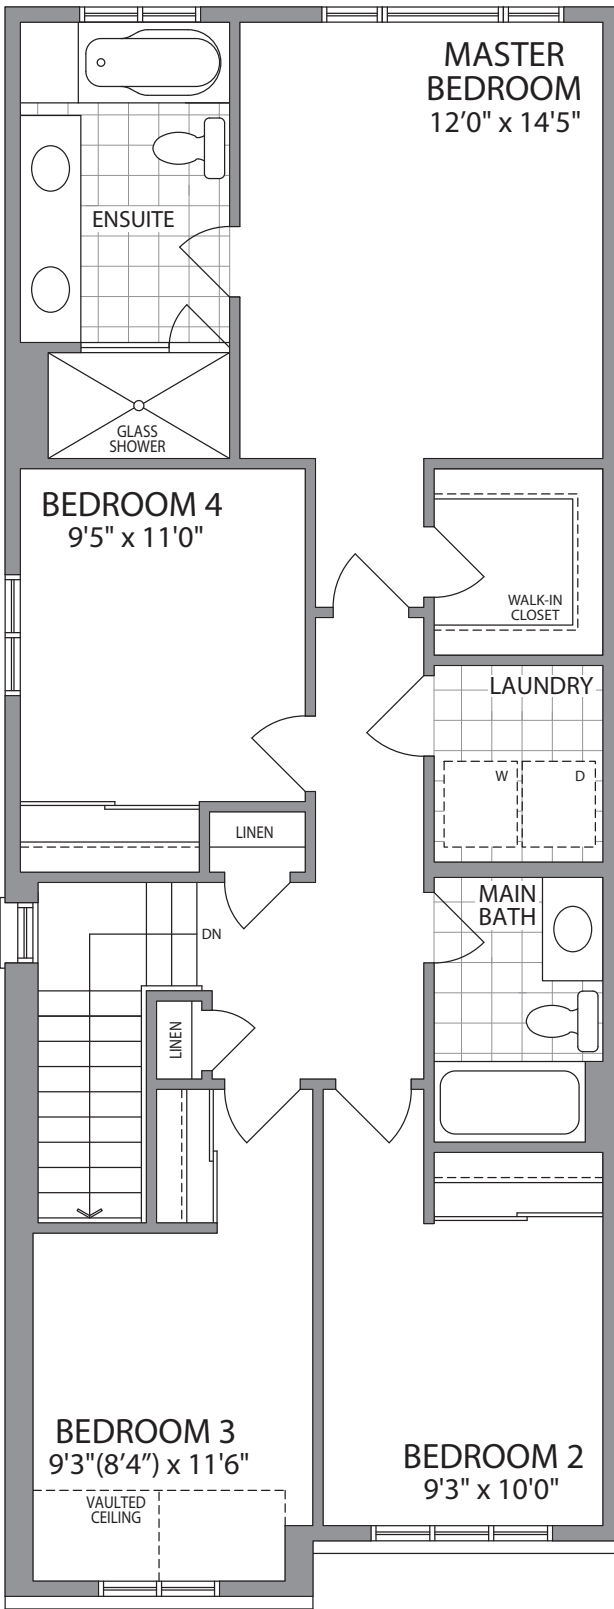 MASTER
BEDROOM
12'0" x 14'5"
ENSUITE
GLASS
SHOWER
BEDROOM 4
9'5" x 11'0"
WALK-IN
CLOSET
LAUNDRY
W
D
LINEN
MAIN
BATH
DN
LINEN
BEDROOM 3
9'3"(8'4") x 11'6"
VAULTED
CEILING
BEDROOM 2
9'3" x 10'0"